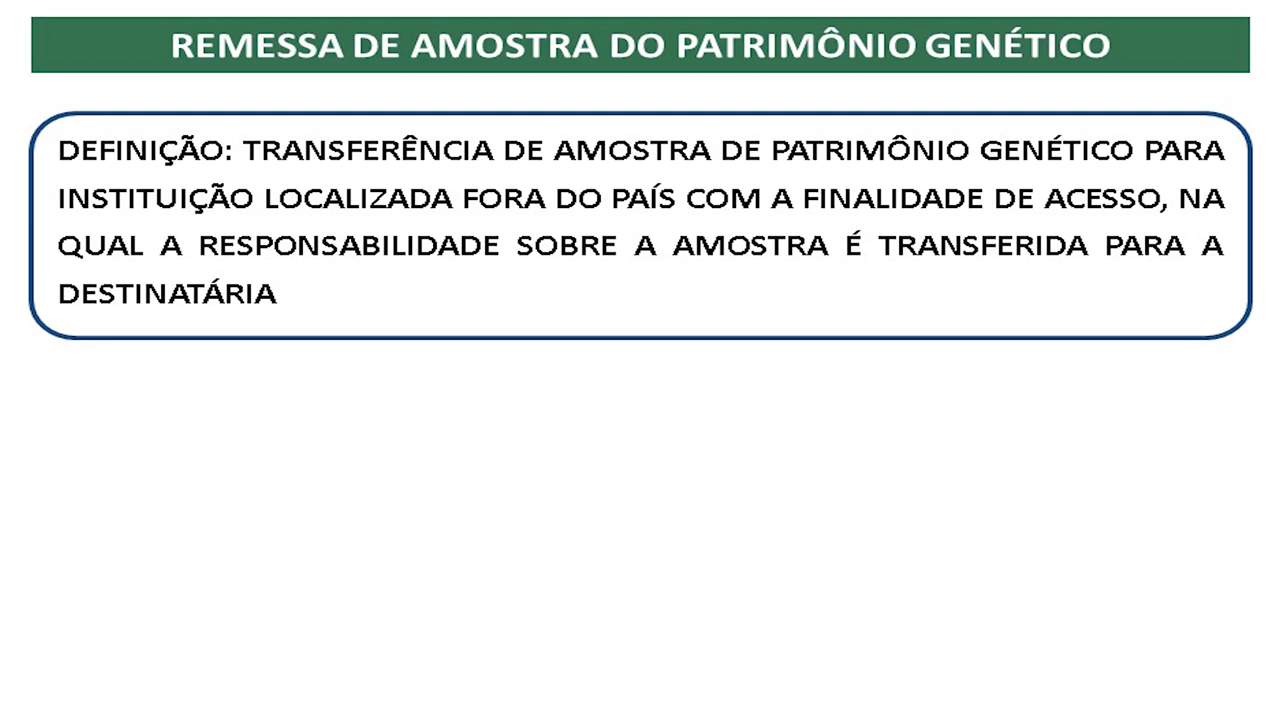 REMESSA DE AMOSTRA DO PATRIMÔNIO GENÉTICO
DEFINIÇÃO: TRANSFERÊNCIA DE AMOSTRA DE PATRIMÔNIO GENÉTICO PARA
INSTITUIÇÃO LOCALIZADA FORA DO PAÍS COM A FINALIDADE DE ACESSO, NA
QUAL A RESPONSABILIDADE SOBRE A AMOSTRA É TRANSFERIDA PARA A
DESTINATÁRIA